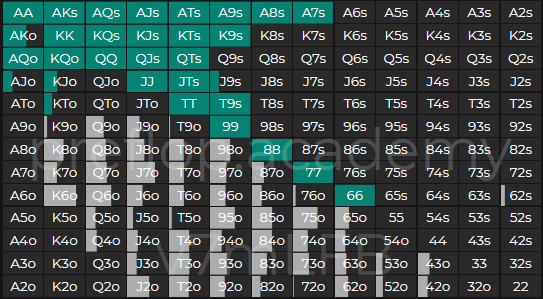 AA AKs AQs AJs ATs A9s A8s A7s A6s A5s A4s A3s A2s
AKo KK KQs KJs KTs K9s K8s K7s K6s K5s K4s K3s K2s
AQo KQo QQ QJs QTs Q9s Q8s Q7s Q6s Q5s Q4s Q3s Q2s
AJo KJo QJo JJ JTs J9s J8s J7s J6s J5s J4s J3s J2s
ATo KTo QTo JTo TT T9s T8s T7s T6s T5s T4s T3s T2s
A9o K9o Q9o J9o T9o 99 98s 97s 96s 95s 94s 93s 92s
A8o K8o Q8o J8o T8o 98o 88 87s 86s 85s 84s 83s 82s
A7o K7o Q7o J7o T7o 97o 87o 77 76s 75s 74s 73s 72s
A6o K6o Q6o J6o T6o 96o 86o 76o 66 65s 64s 63s 62s
A5o K5o Q5o J5o T5o 95o 85o 75o 65o 55 54s 53s 52s
A4o K4o Q4o J4o T4o 94o 84o 74o 64o 54o 44 43s 42s
A3o K3o Q3o J3o T3o 93o 83o 73o 63o 53o 43o 33 32s
A2o K2o Q2o J2o T2o 92o 82o 72o 62o 52o 42o 32o 22
preflop.academy